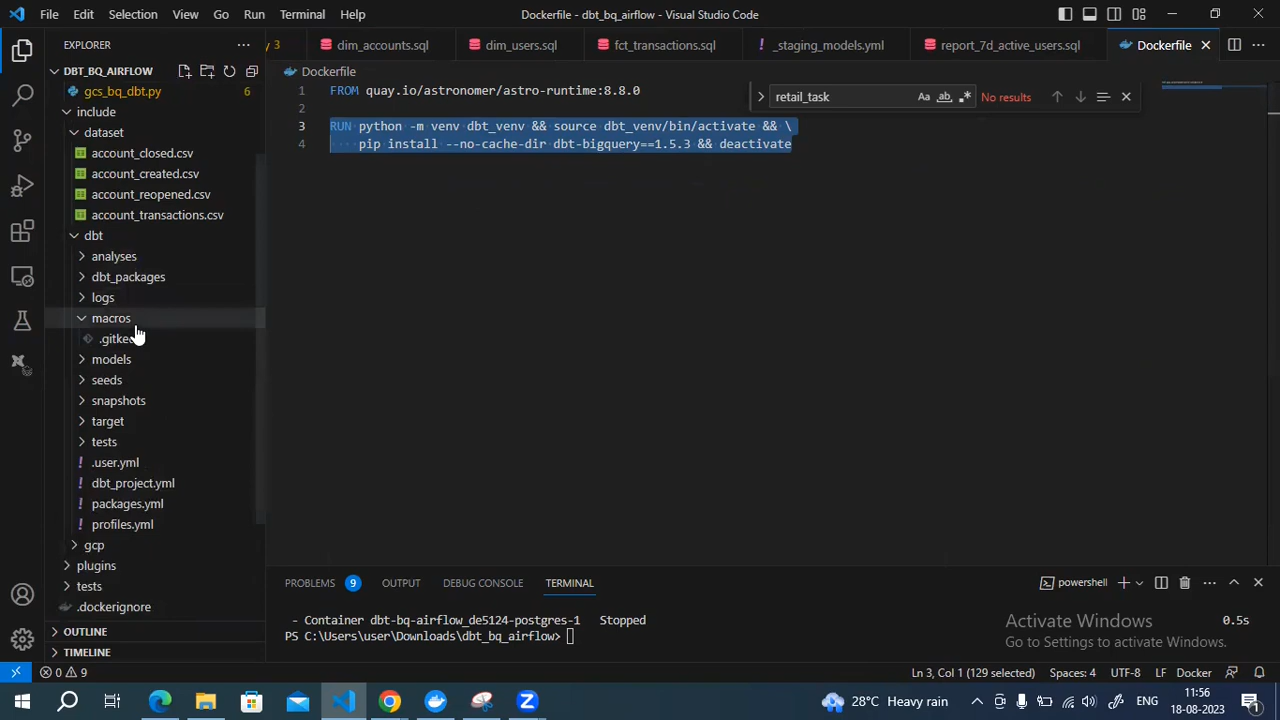 File Edit Selection View Go Run Terminal Help
Dockerfile - dbt_bq_airflow - Visual Studio Code
EXPLORER
y 3
dim_accounts.sql
dim_users.sql
fct_transactions.sql
_staging_models.yml
report_7d_active_users.sql
Dockerfile
DBT_BQ_AIRFLOW
Dockerfile
gcs_bq_dbt.py 6
include
dataset
account_closed.csv
account_created.csv
account_reopened.csv
account_transactions.csv
dbt
analyses
dbt_packages
logs
macros
models
seeds
snapshots
target
tests
.user.yml
dbt_project.yml
packages.yml
profiles.yml
gcp
plugins
tests
.dockerignore
OUTLINE
TIMELINE
1 FROM quay.io/astronomer/astro-runtime:8.8.0
2
3 RUN python -m venv dbt_venv && source dbt_venv/bin/activate && \
4 pip install --no-cache-dir dbt-bigquery==1.5.3 && deactivate
retail_task Aa ab No results
PROBLEMS 9 OUTPUT DEBUG CONSOLE TERMINAL
powershell
- Container dbt-bq-airflow_de5124-postgres-1 Stopped 0.5s
PS C:\Users\user\Downloads\dbt_bq_airflow>
Activate Windows
Go to Settings to activate Windows.
0 9
Ln 3, Col 1 (129 selected) Spaces: 4 UTF-8 LF Docker
28°C Heavy rain
ENG
11:56
18-08-2023
1